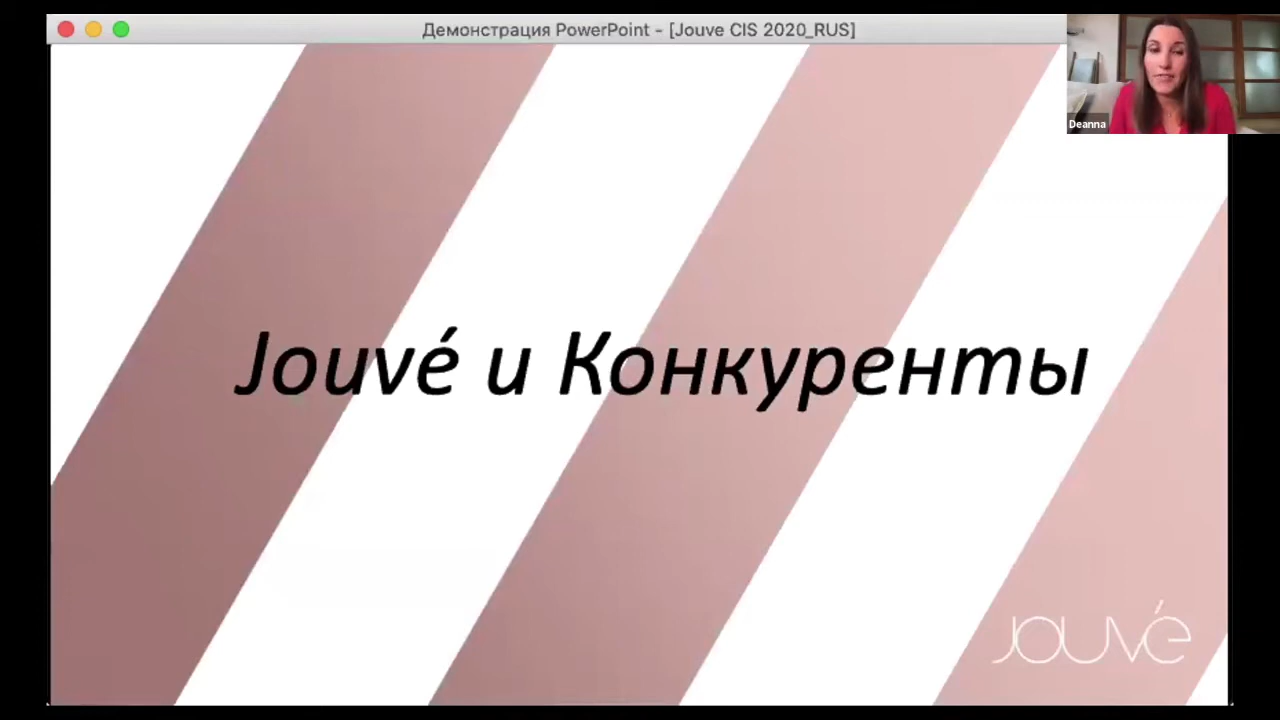 Демонстрация PowerPoint - [Jouve CIS 2020_RUS]
Deanna
Jouvé и Конкуренты
JOUVÉ